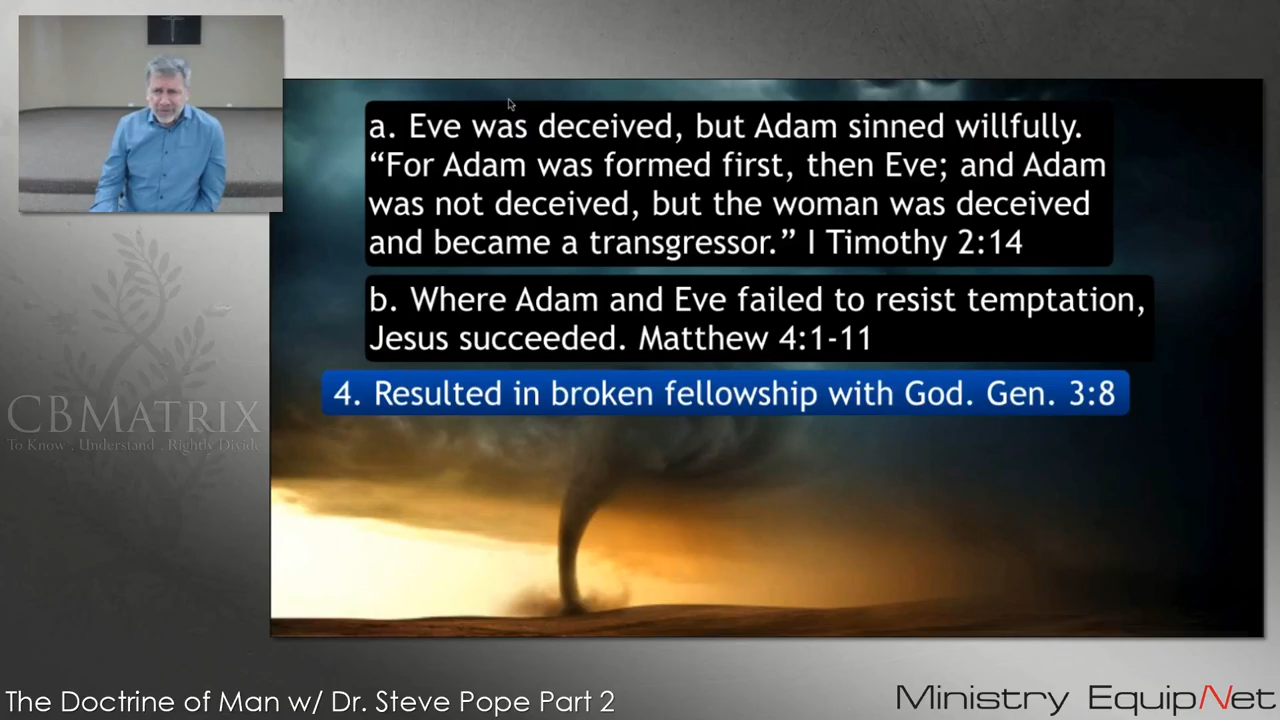 a. Eve was deceived, but Adam sinned willfully.
“For Adam was formed first, then Eve; and Adam
was not deceived, but the woman was deceived
and became a transgressor.” I Timothy 2:14
b. Where Adam and Eve failed to resist temptation,
Jesus succeeded. Matthew 4:1-11
4. Resulted in broken fellowship with God. Gen. 3:8
CBMATRIX
To Know . Understand . Rightly Divide
The Doctrine of Man w/ Dr. Steve Pope Part 2
Ministry EquipNet